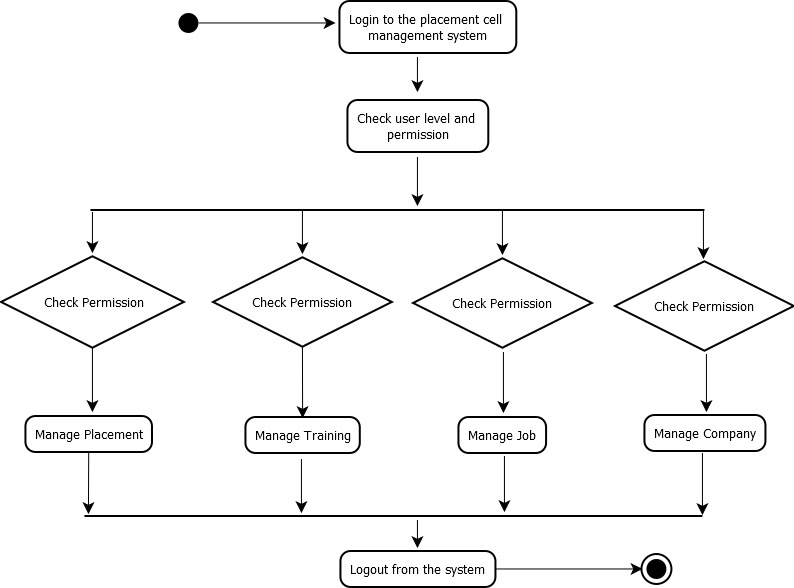 Login to the placement cell
management system
Check user level and
permission
Check Permission
Check Permission
Check Permission
Check Permission
Manage Placement
Manage Training
Manage Job
Manage Company
Logout from the system